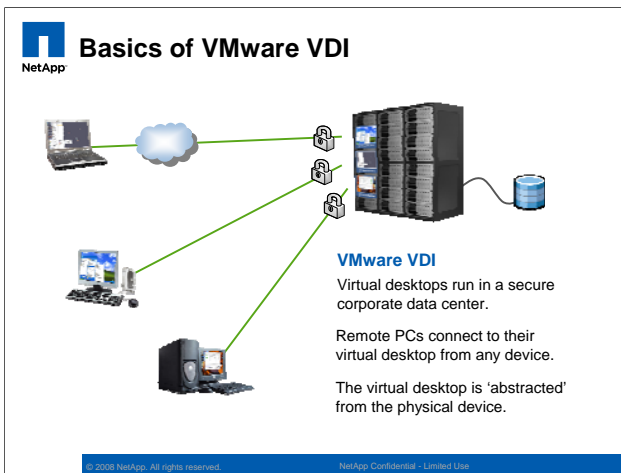 NetApp
Basics of VMware VDI
VMware VDI
Virtual desktops run in a secure
corporate data center.
Remote PCs connect to their
virtual desktop from any device.
The virtual desktop is ‘abstracted’
from the physical device.
© 2008 NetApp. All rights reserved.
NetApp Confidential - Limited Use